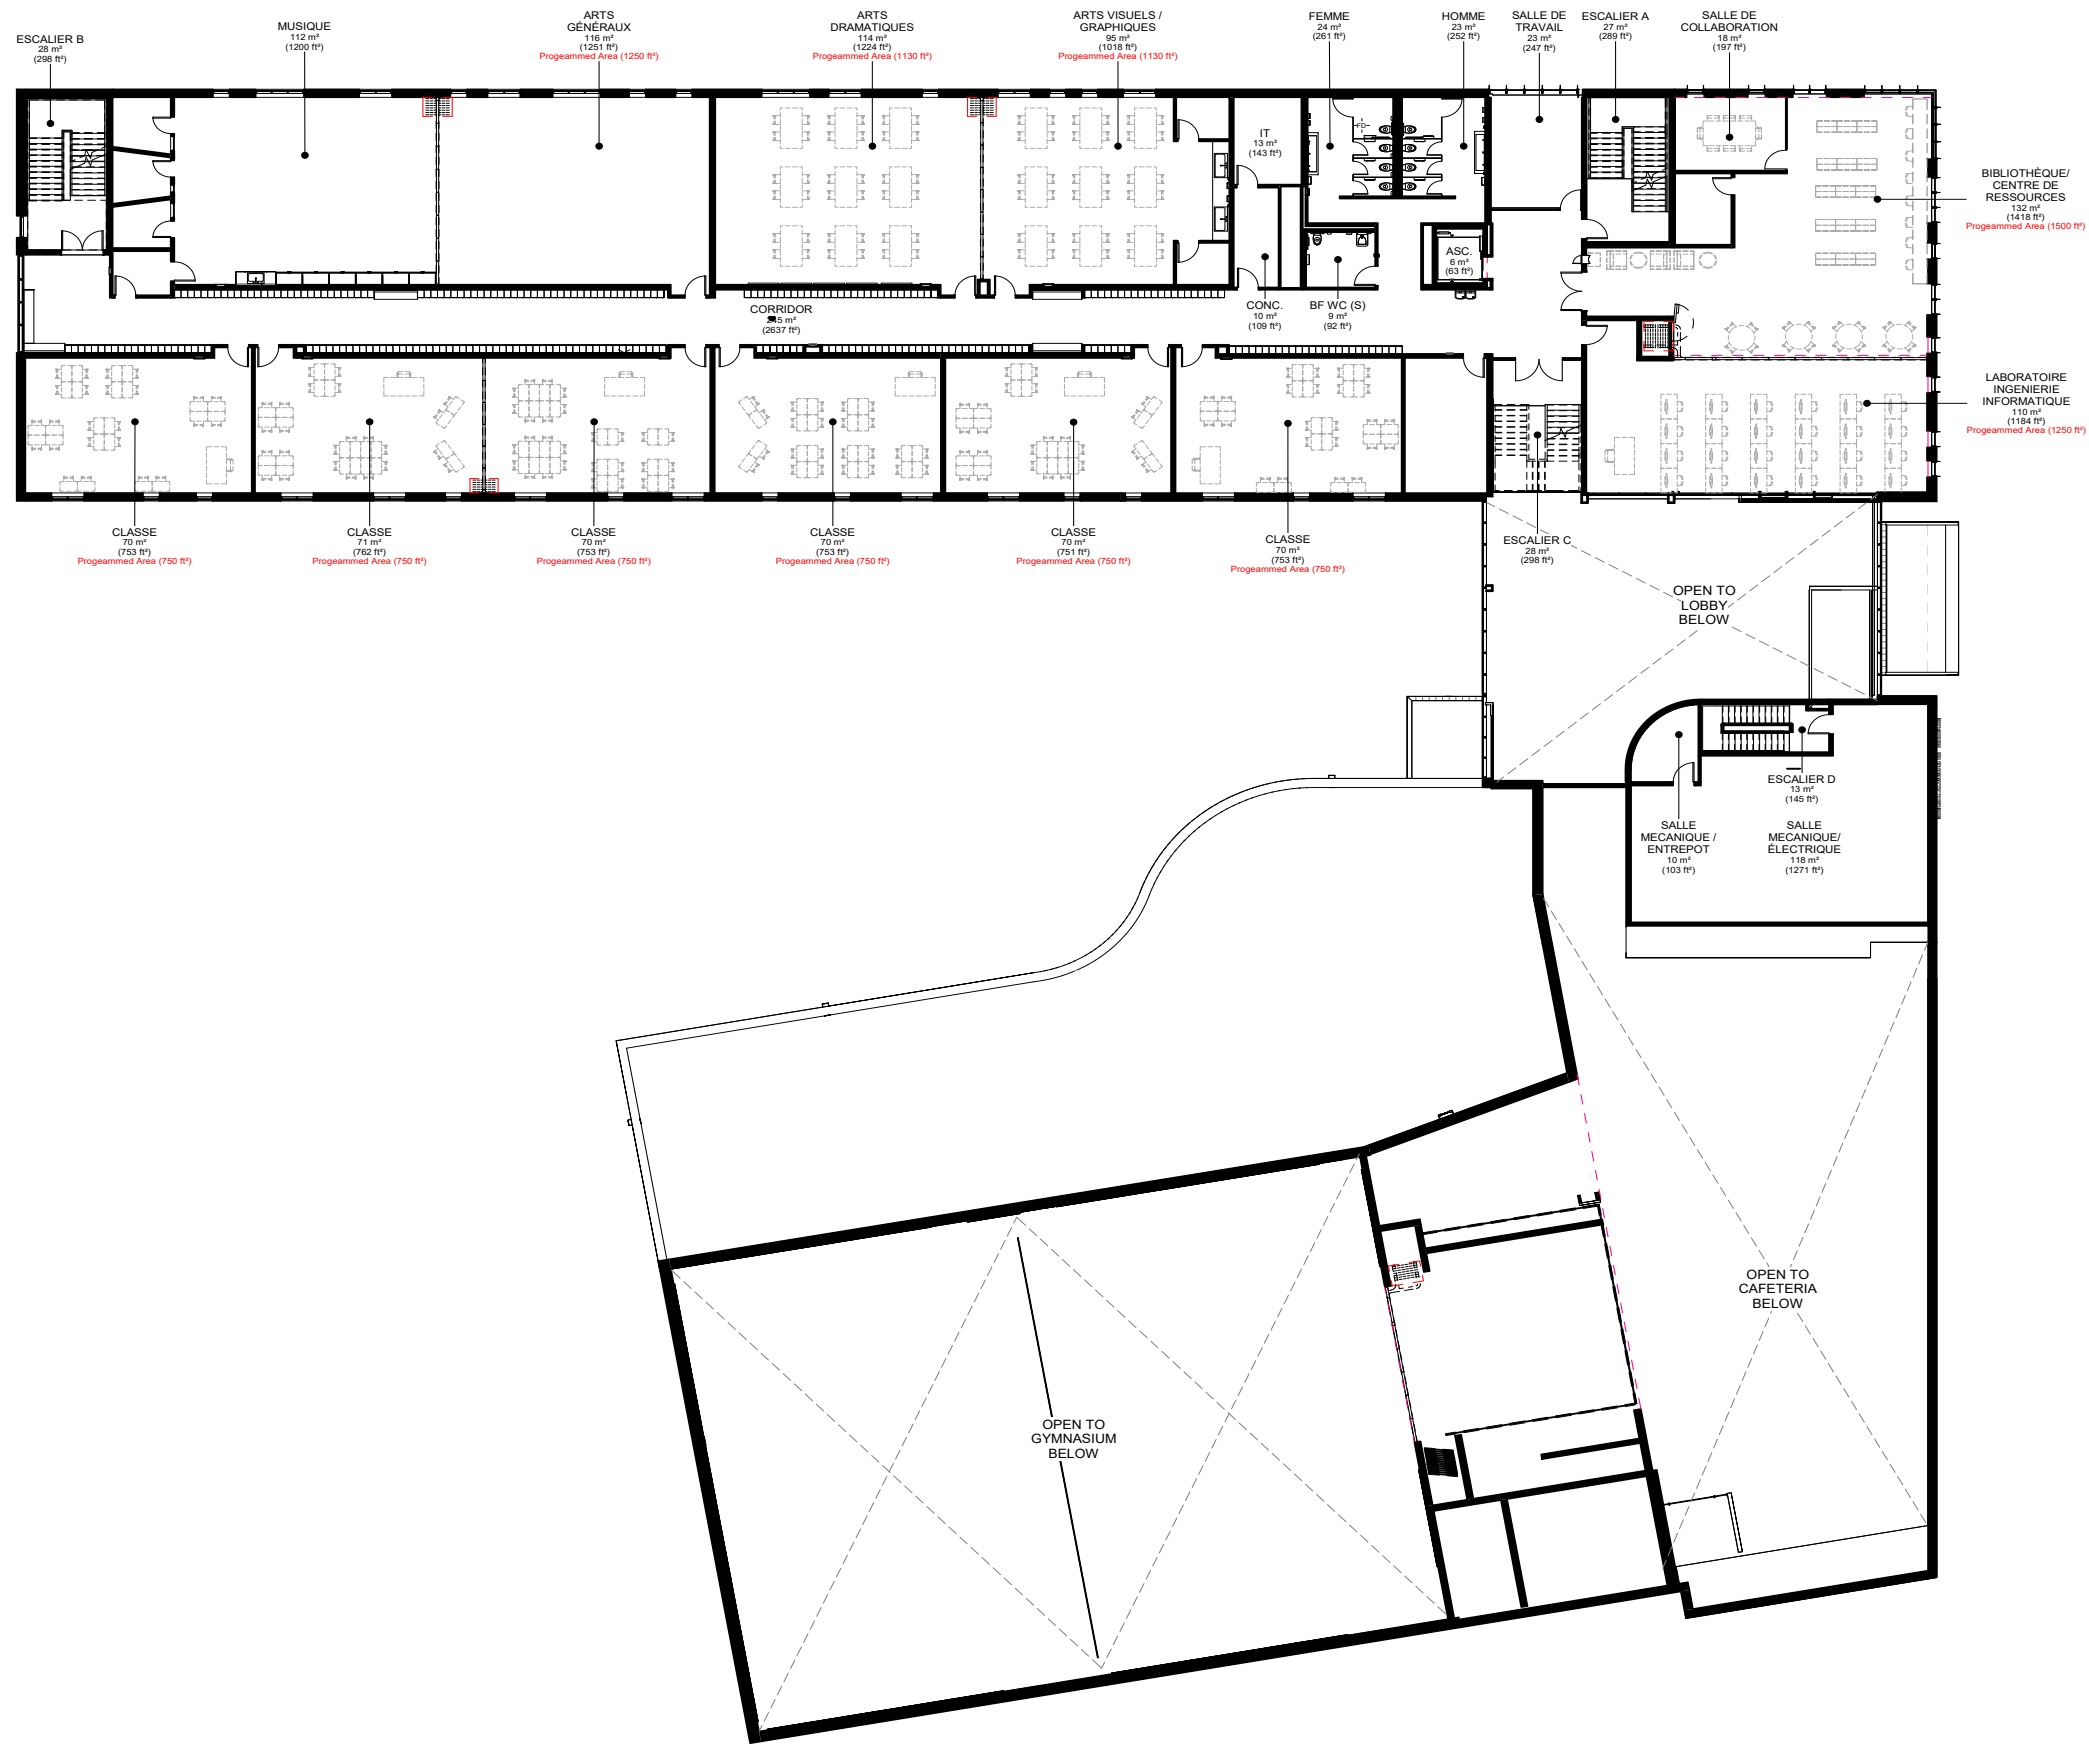 ESCALIER B
28 m²
(298 ft²)
MUSIQUE
112 m²
(1200 ft²)
ARTS
GÉNÉRAUX
116 m²
(1251 ft²)
Progeammed Area (1250 ft²)
ARTS
DRAMATIQUES
114 m²
(1224 ft²)
Progeammed Area (1130 ft²)
ARTS VISUELS /
GRAPHIQUES
95 m²
(1018 ft²)
Progeammed Area (1130 ft²)
FEMME
24 m²
(261 ft²)
HOMME
23 m²
(252 ft²)
SALLE DE
TRAVAIL
23 m²
(247 ft²)
ESCALIER A
27 m²
(289 ft²)
SALLE DE
COLLABORATION
18 m²
(197 ft²)
FD
IT
13 m²
(143 ft²)
BIBLIOTHÈQUE/
CENTRE DE
RESSOURCES
132 m²
(1418 ft²)
Progeammed Area (1500 ft²)
ASC.
6 m²
(63 ft²)
CORRIDOR
m²
(2637 ft²)
CONC.
10 m²
(109 ft²)
BF WC (S)
9 m²
(92 ft²)
LABORATOIRE
INGENIERIE
INFORMATIQUE
110 m²
(1184 ft²)
Progeammed Area (1250 ft²)
CLASSE
70 m²
(753 ft²)
Progeammed Area (750 ft²)
CLASSE
71 m²
(762 ft²)
Progeammed Area (750 ft²)
CLASSE
70 m²
(753 ft²)
Progeammed Area (750 ft²)
CLASSE
70 m²
(753 ft²)
Progeammed Area (750 ft²)
CLASSE
70 m²
(751 ft²)
Progeammed Area (750 ft²)
CLASSE
70 m²
(753 ft²)
Progeammed Area (750 ft²)
ESCALIER C
28 m²
(298 ft²)
OPEN TO
LOBBY
BELOW
ESCALIER D
13 m²
(145 ft²)
SALLE
MECANIQUE /
ENTREPOT
10 m²
(103 ft²)
SALLE
MECANIQUE/
ÉLECTRIQUE
118 m²
(1271 ft²)
OPEN TO
CAFETERIA
BELOW
OPEN TO
GYMNASIUM
BELOW